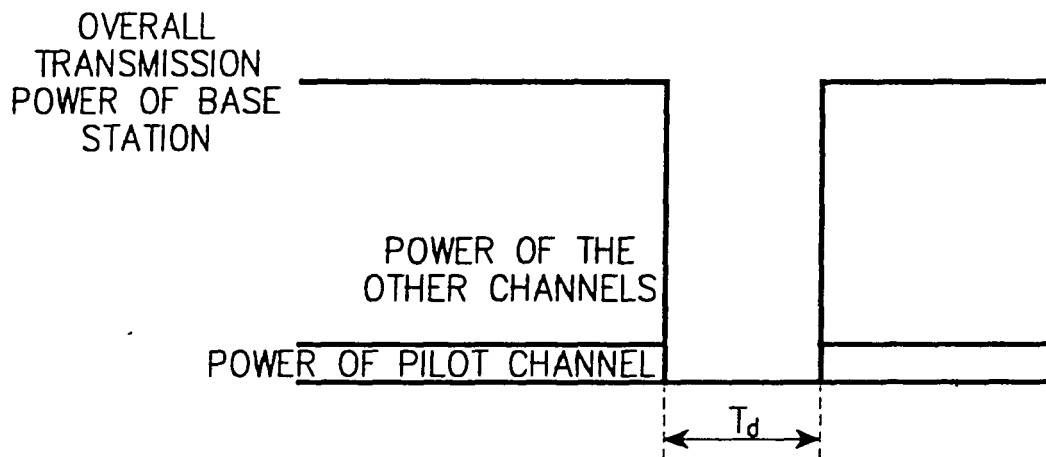 OVERALL
TRANSMISSION
POWER OF BASE
STATION
POWER OF THE
OTHER CHANNELS
POWER OF PILOT CHANNEL
Td